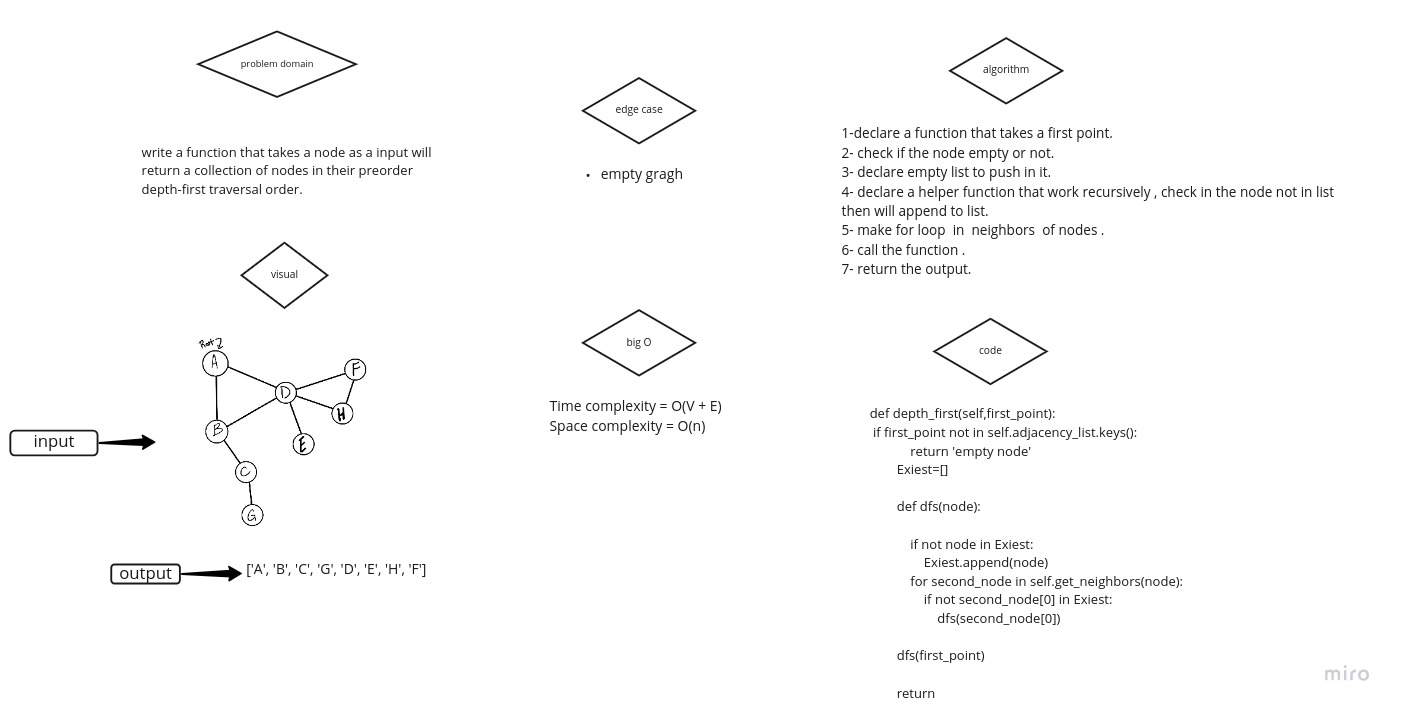 problem domain
write a function that takes a node as a input will
return a collection of nodes in their preorder
depth-first traversal order.
visual
Root
A
F
D
H
B
E
C
G
input
output
['A', 'B', 'C', 'G', 'D', 'E', 'H', 'F']
edge case
• empty gragh
big O
Time complexity = O(V + E)
Space complexity = O(n)
algorithm
1-declare a function that takes a first point.
2- check if the node empty or not.
3- declare empty list to push in it.
4- declare a helper function that work recursively , check in the node not in list
then will append to list.
5- make for loop  in  neighbors  of nodes .
6- call the function .
7- return the output.
code
def depth_first(self,first_point):
if first_point not in self.adjacency_list.keys():
return 'empty node'
Exiest=[]
def dfs(node):
if not node in Exiest:
Exiest.append(node)
for second_node in self.get_neighbors(node):
if not second_node[0] in Exiest:
dfs(second_node[0])
dfs(first_point)
return
miro